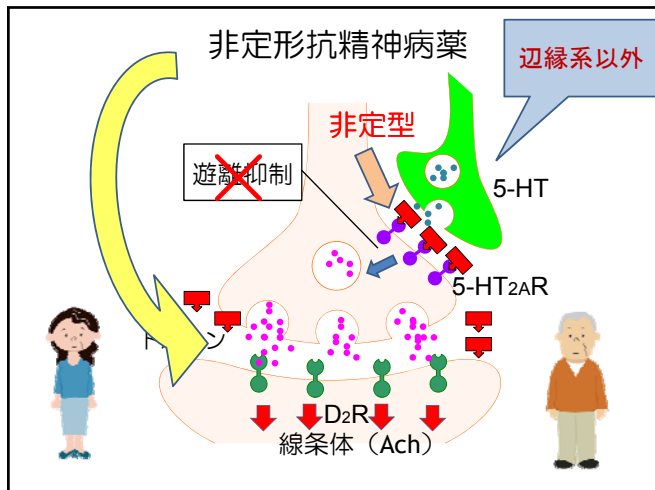 非定形抗精神病薬
辺縁系以外
非定型
遊離抑制
5-HT
5-HT2AR
D2R
線条体（Ach）